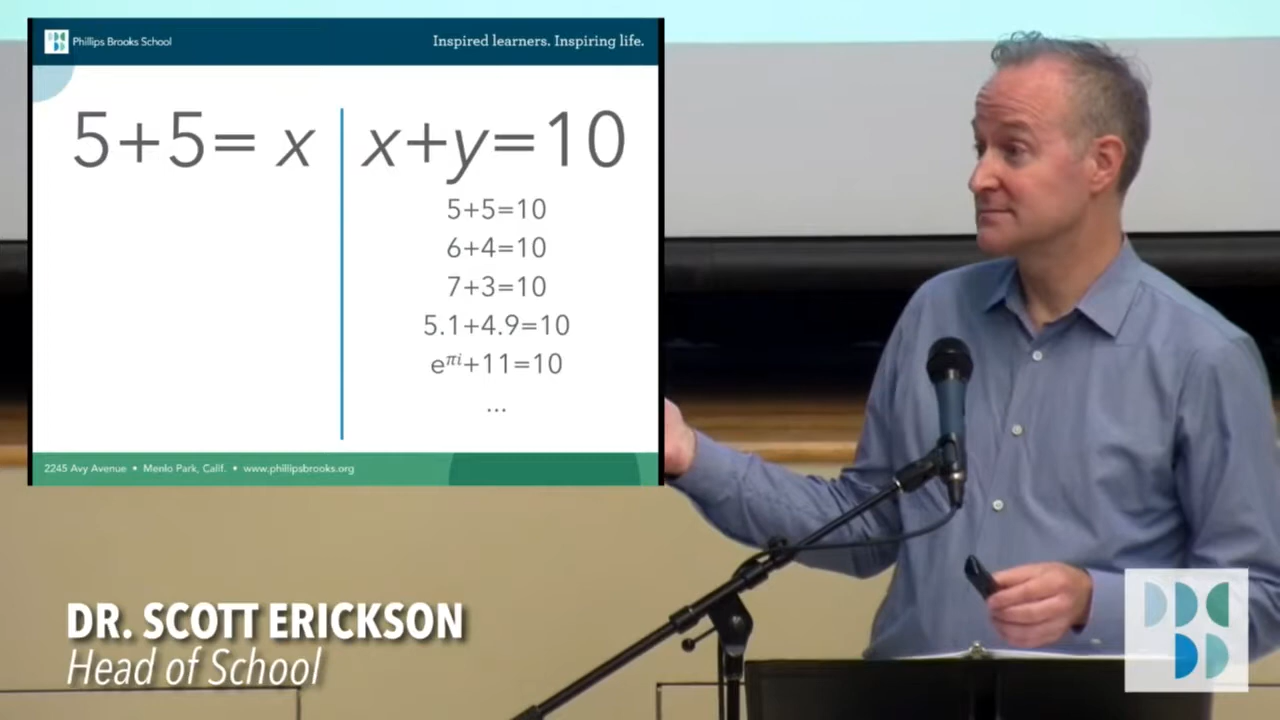 Phillips Brooks School
Inspired learners. Inspiring life.
5+5= x
x+y=10
5+5=10
6+4=10
7+3=10
5.1+4.9=10
e^πi+11=10
...
2245 Avy Avenue • Menlo Park, Calif. • www.phillipsbrooks.org
DR. SCOTT ERICKSON
Head of School